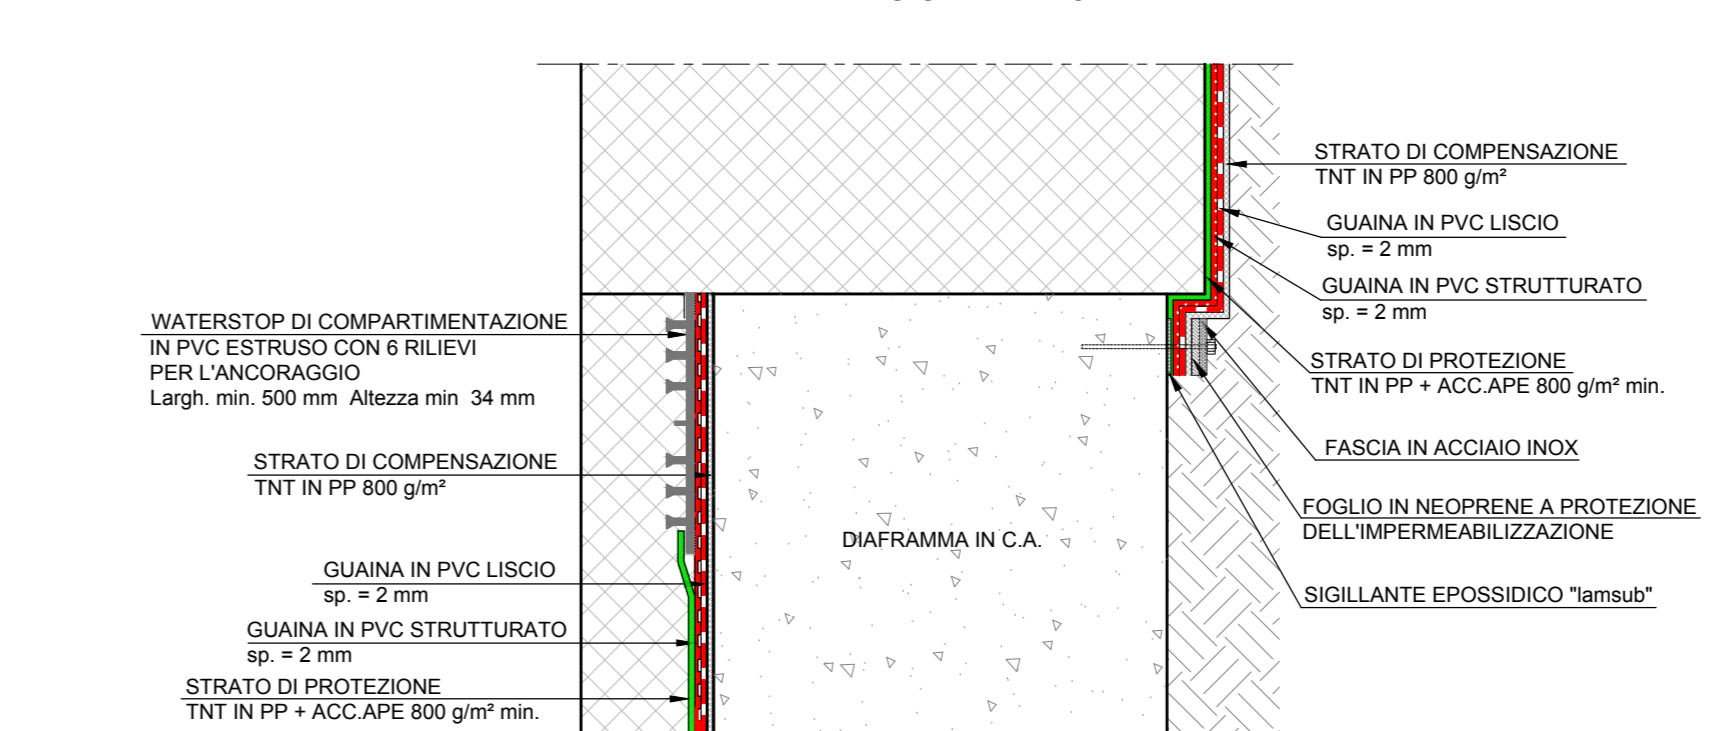 WATERSTOP DI COMPARTIMENTAZIONE
IN PVC ESTRUSO CON 6 RILIEVI
PER L'ANCORAGGIO
Largh. min. 500 mm Altezza min 34 mm
STRATO DI COMPENSAZIONE
TNT IN PP 800 g/m²
GUAINA IN PVC LISCIO
sp. = 2 mm
GUAINA IN PVC STRUTTURATO
sp. = 2 mm
STRATO DI PROTEZIONE
TNT IN PP + ACC.APE 800 g/m² min.
DIAFRAMMA IN C.A.
STRATO DI COMPENSAZIONE
TNT IN PP 800 g/m²
GUAINA IN PVC LISCIO
sp. = 2 mm
GUAINA IN PVC STRUTTURATO
sp. = 2 mm
STRATO DI PROTEZIONE
TNT IN PP + ACC.APE 800 g/m² min.
FASCIA IN ACCIAIO INOX
FOGLIO IN NEOPRENE A PROTEZIONE
DELL'IMPERMEABILIZZAZIONE
SIGILLANTE EPOSSIDICO "lamsub"